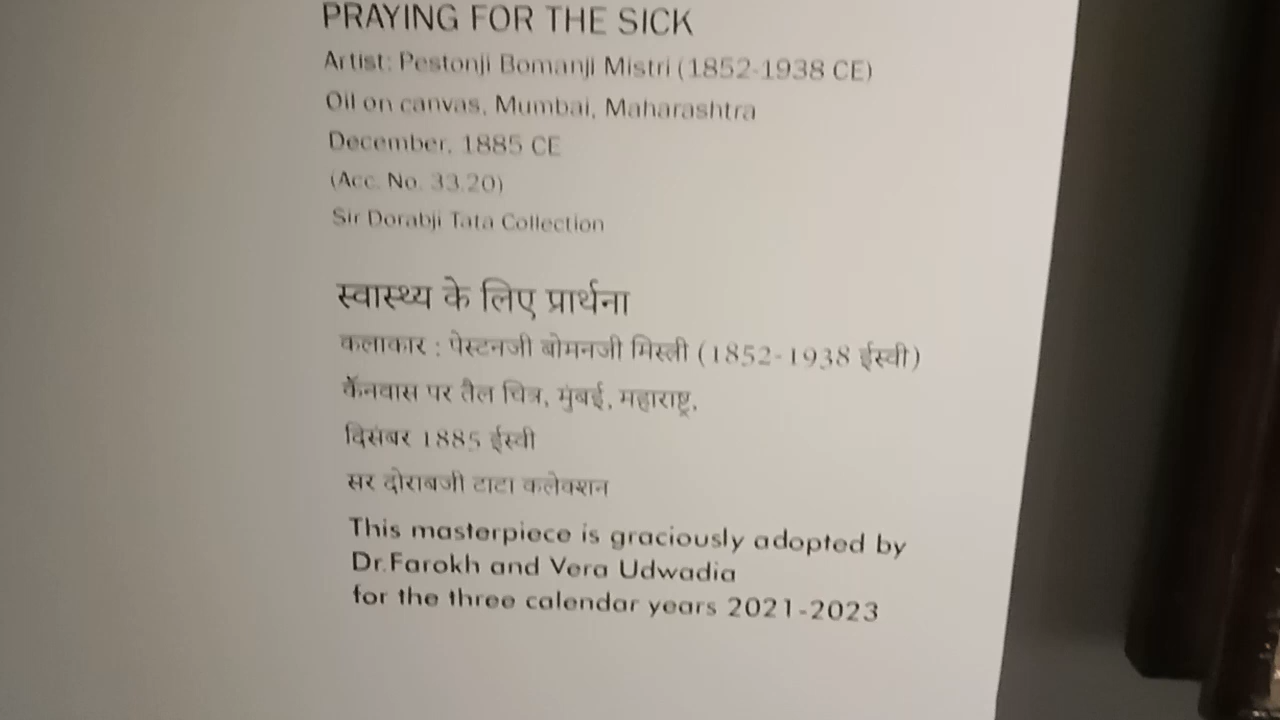 PRAYING FOR THE SICK
Artist: Pestonji Bomanji Mistri (1852-1938 CE)
Oil on canvas, Mumbai, Maharashtra
December, 1885 CE
(Acc. No. 33.20)
Sir Dorabji Tata Collection
स्वास्थ्य के लिए प्रार्थना
कलाकार : पेस्टनजी बोमनजी मिस्त्री (1852-1938 ईस्वी)
कॅनवास पर तैल चित्र, मुंबई, महाराष्ट्र,
दिसंबर 1885 ईस्वी
सर दोराबजी टाटा कलेक्शन
This masterpiece is graciously adopted by
Dr.Farokh and Vera Udwadia
for the three calendar years 2021-2023